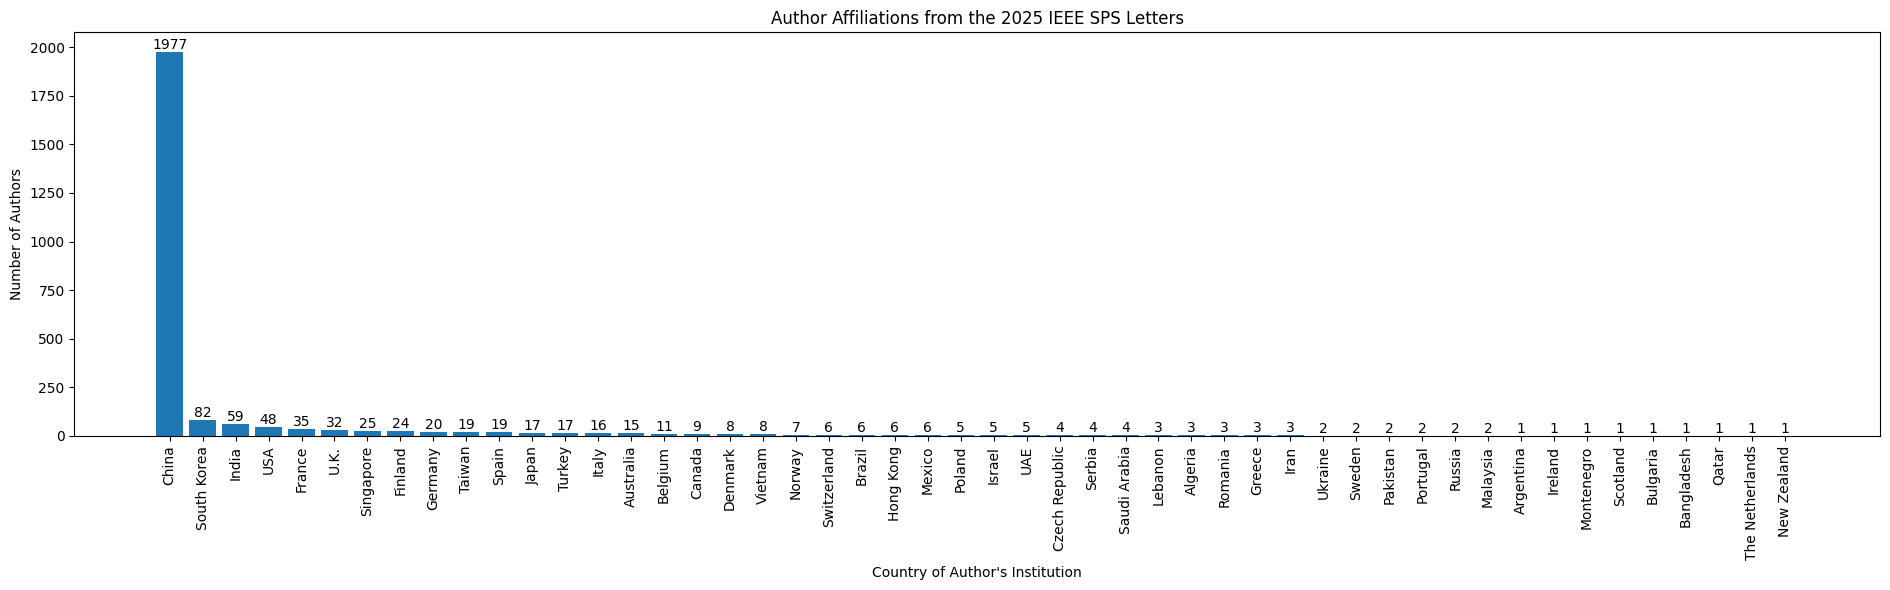 Author Affiliations from the 2025 IEEE SPS Letters
Number of Authors
2000
1750
1500
1250
1000
750
500
250
0
1977
82
59
48
35
32
25
24
20
19
19
17
17
16
15
11
9
8
8
7
6
6
6
6
5
5
5
4
4
4
3
3
3
3
3
2
2
2
2
2
2
1
1
1
1
1
1
1
1
1
China
South Korea
India
USA
France
U.K.
Singapore
Finland
Germany
Taiwan
Spain
Japan
Turkey
Italy
Australia
Belgium
Canada
Denmark
Vietnam
Norway
Switzerland
Brazil
Hong Kong
Mexico
Poland
Israel
UAE
Czech Republic
Serbia
Saudi Arabia
Lebanon
Algeria
Romania
Greece
Iran
Ukraine
Sweden
Pakistan
Portugal
Russia
Malaysia
Argentina
Ireland
Montenegro
Scotland
Bulgaria
Bangladesh
Qatar
The Netherlands
New Zealand
Country of Author's Institution